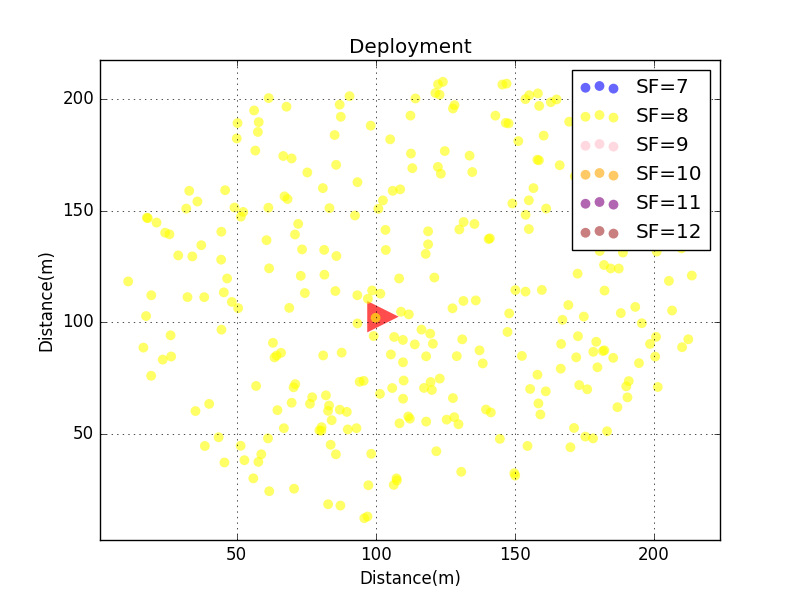 Deployment
SF=7
SF=8
SF=9
SF=10
SF=11
SF=12
200
150
100
50
Distance(m)
50 100 150 200
Distance(m)